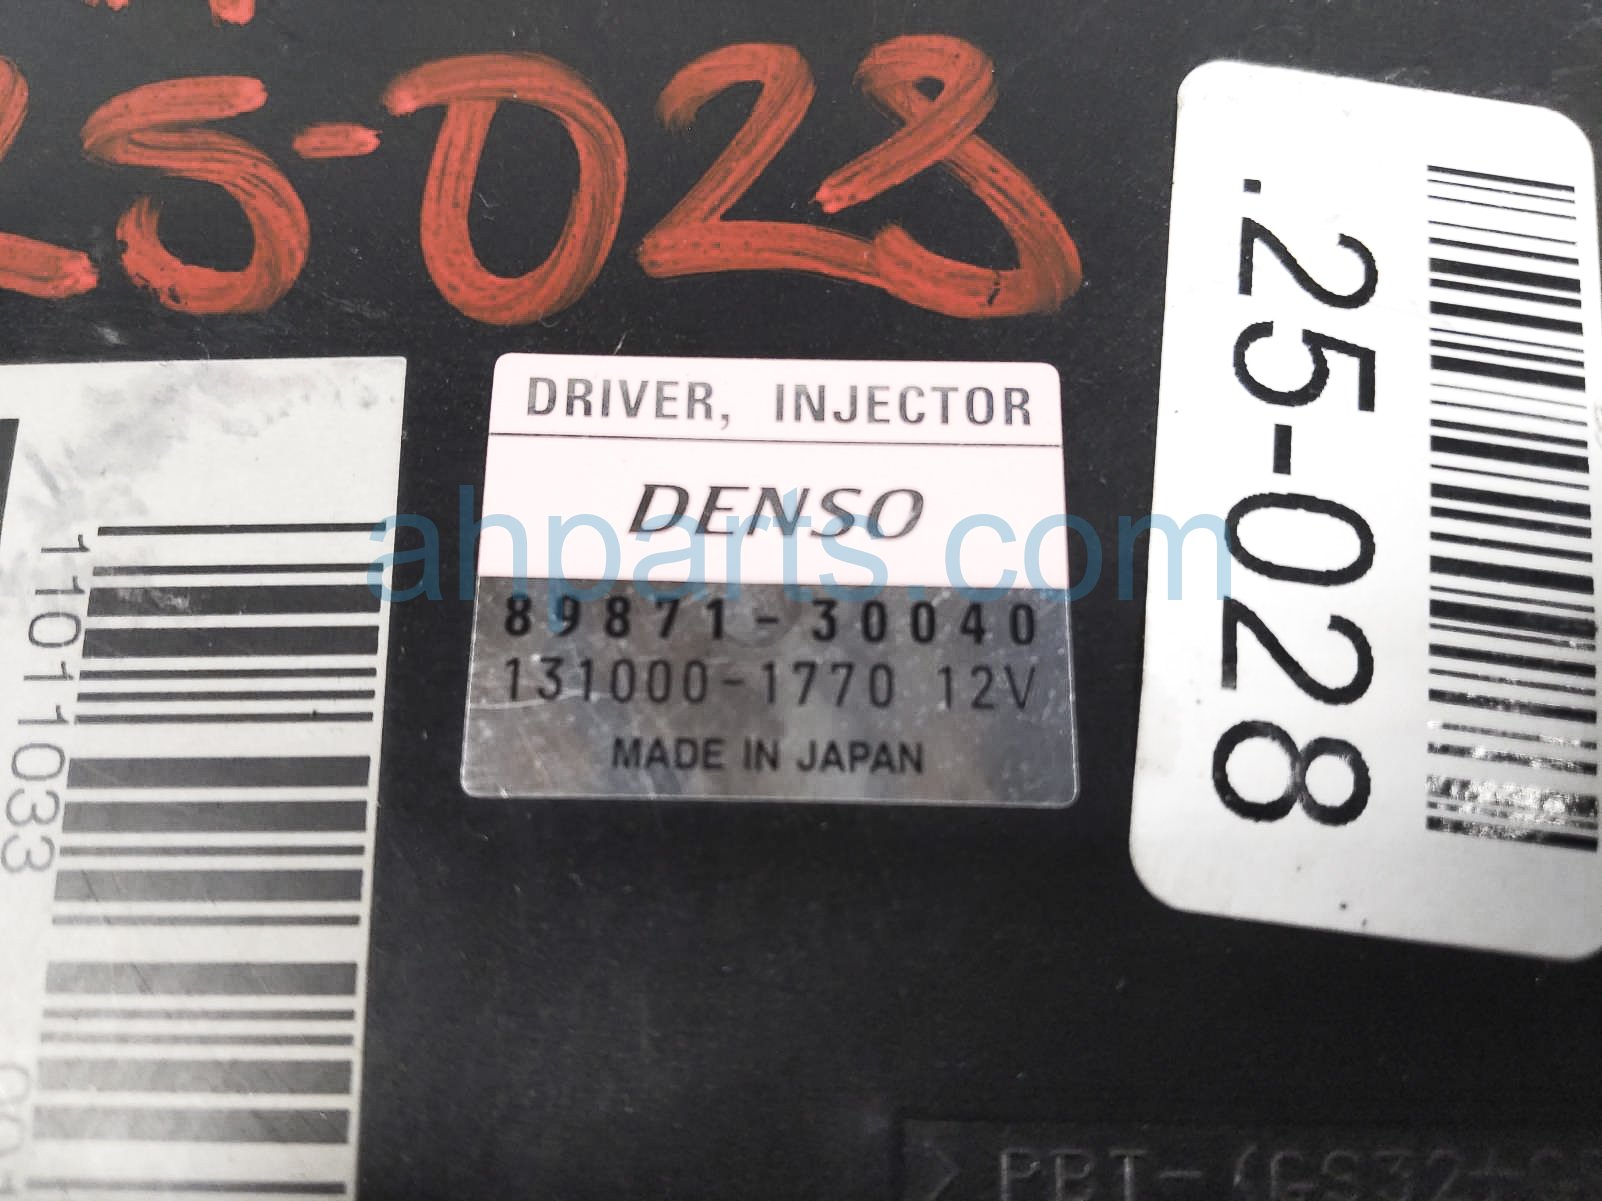 25-028
DRIVER, INJECTOR
DENSO
89871-30040
131000-1770 12V
MADE IN JAPAN
.25-028
11011033
ahparts.com